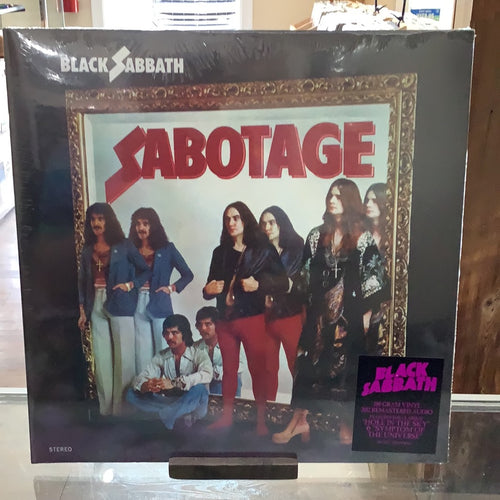 BLACK SABBATH
SABOTAGE
BLACK
SABBATH
180 GRAM VINYL
2012 REMASTERED AUDIO
"HOLE IN THE SKY"
& "SYMPTOM OF
THE UNIVERSE"
STEREO